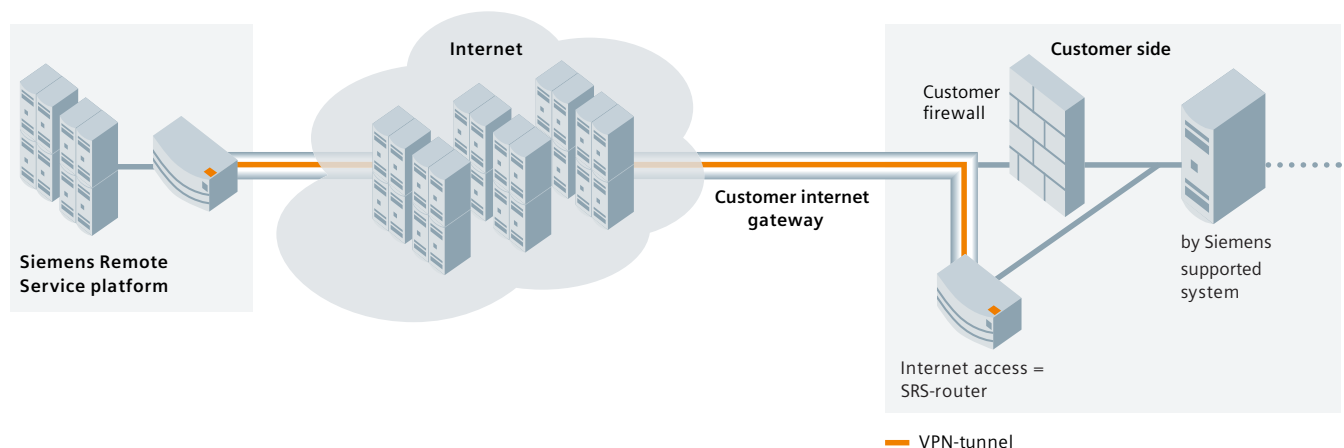 Internet
Customer side
Customer
firewall
Customer internet
gateway
Siemens Remote
Service platform
by Siemens
supported
system
Internet access =
SRS-router
VPN-tunnel